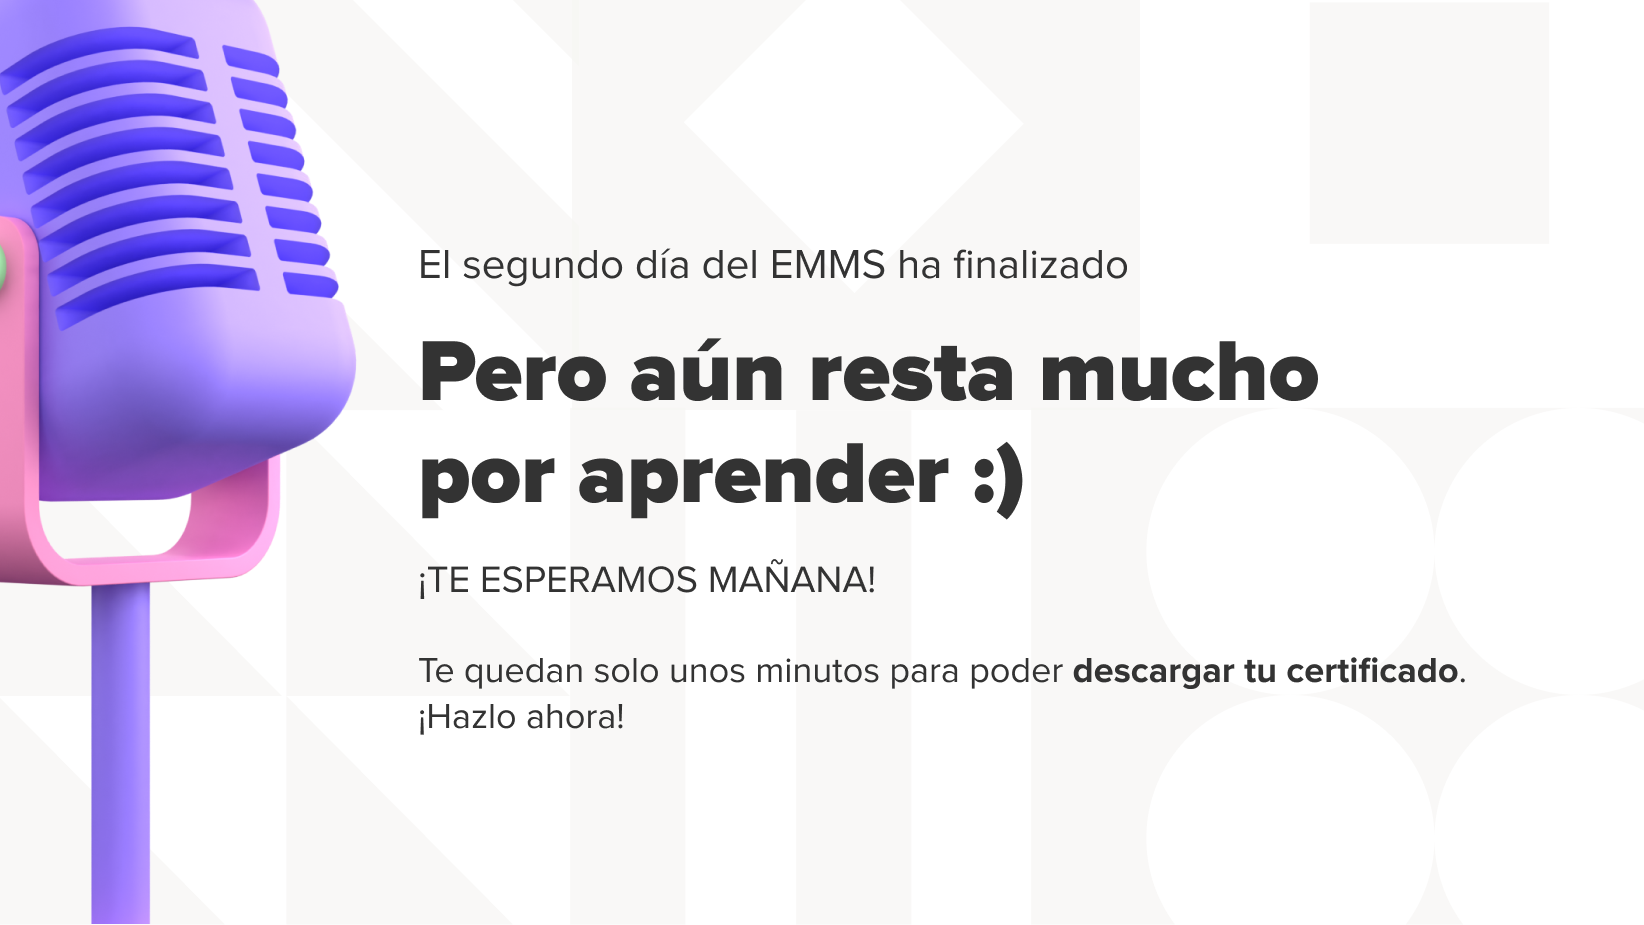 El segundo día del EMMS ha finalizado
Pero aún resta mucho
por aprender :)
¡TE ESPERAMOS MAÑANA!
Te quedan solo unos minutos para poder descargar tu certificado.
¡Hazlo ahora!